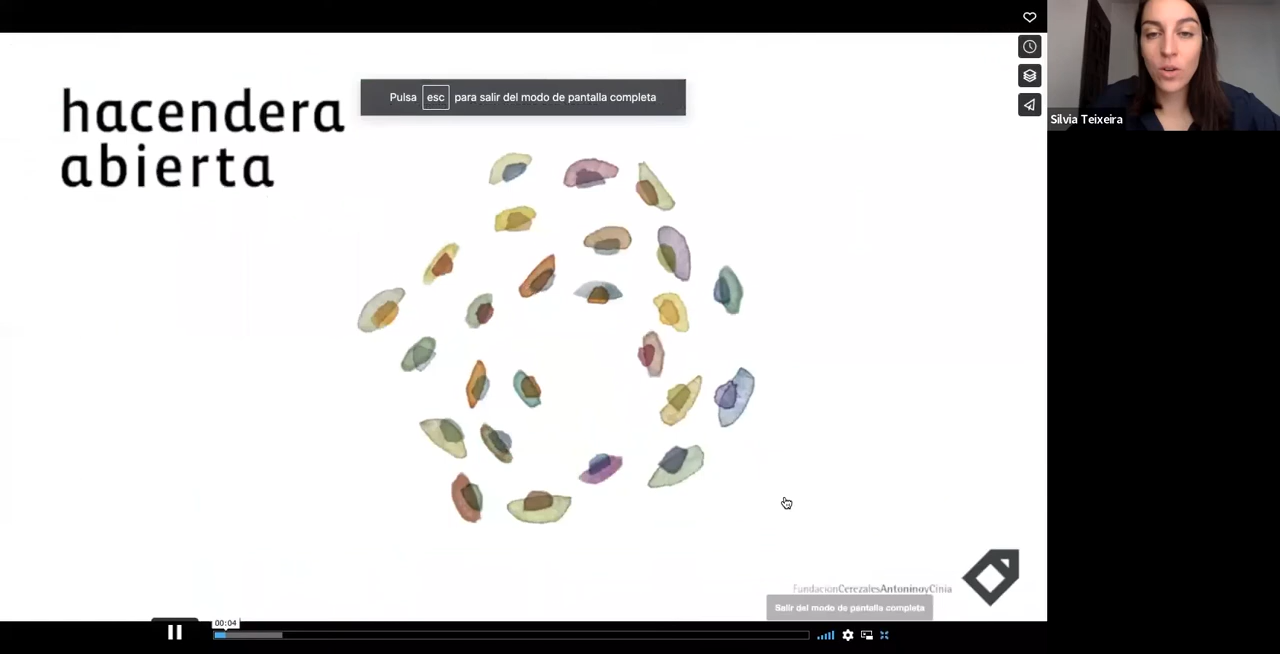 hacendera
abierta
Pulsa esc para salir del modo de pantalla completa
Silvia Teixeira
FundaciónCerezalesAntoninoyCinia
Salir del modo de pantalla completa
00:04